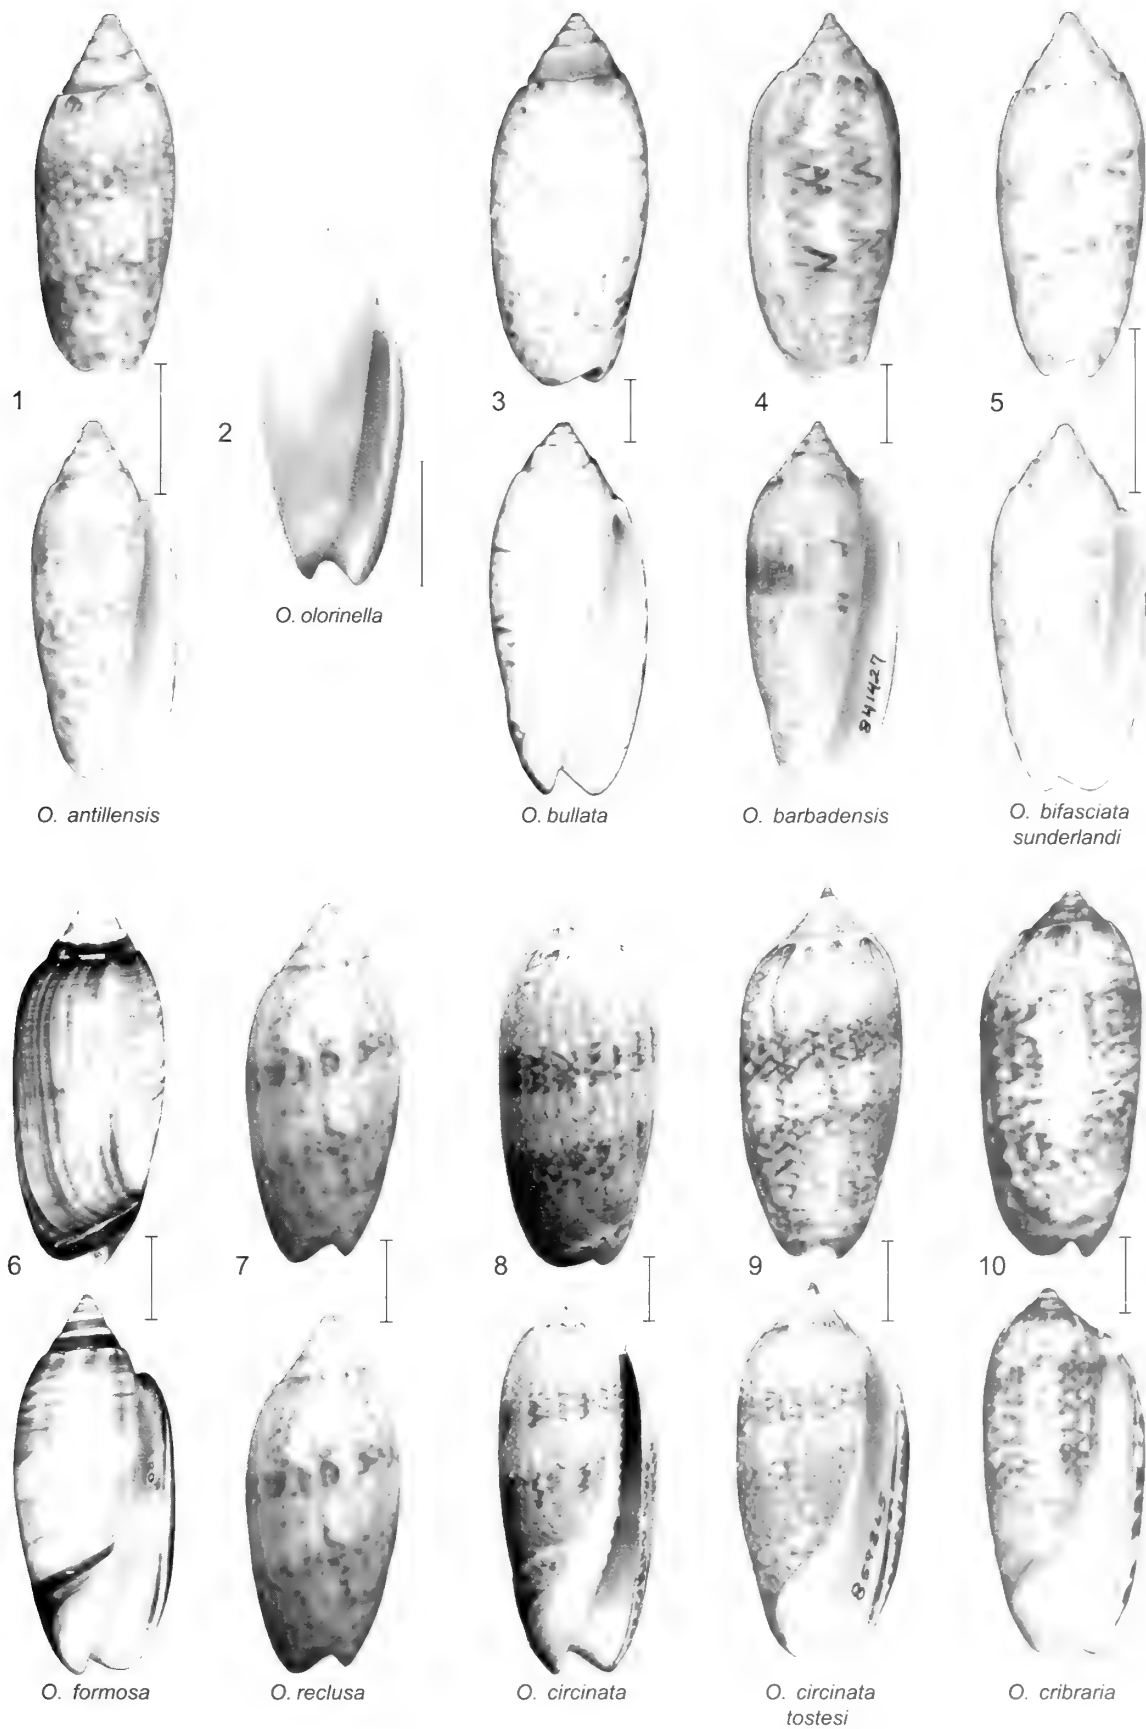 1
2
3
4
5
O. olorinella
841427
O. antillensis
O. bullata
O. barbadensis
O. bifasciata
sunderlandi
6
7
8
9
10
O. formosa
O. reclusa
O. circinata
O. circinata
tostesi
O. cribraria